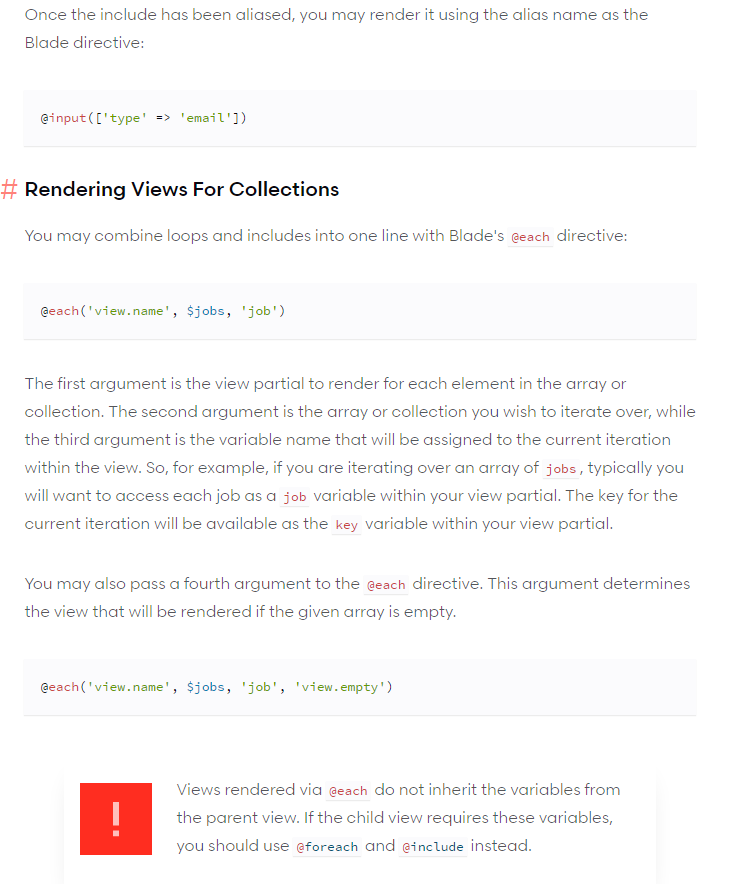 Once the include has been aliased, you may render it using the alias name as the
Blade directive:
@input(['type' => 'email'])
# Rendering Views For Collections
You may combine loops and includes into one line with Blade's @each directive:
@each('view.name', $jobs, 'job')
The first argument is the view partial to render for each element in the array or
collection. The second argument is the array or collection you wish to iterate over, while
the third argument is the variable name that will be assigned to the current iteration
within the view. So, for example, if you are iterating over an array of jobs, typically you
will want to access each job as a job variable within your view partial. The key for the
current iteration will be available as the key variable within your view partial.
You may also pass a fourth argument to the @each directive. This argument determines
the view that will be rendered if the given array is empty.
@each('view.name', $jobs, 'job', 'view.empty')
Views rendered via @each do not inherit the variables from
the parent view. If the child view requires these variables,
you should use @foreach and @include instead.